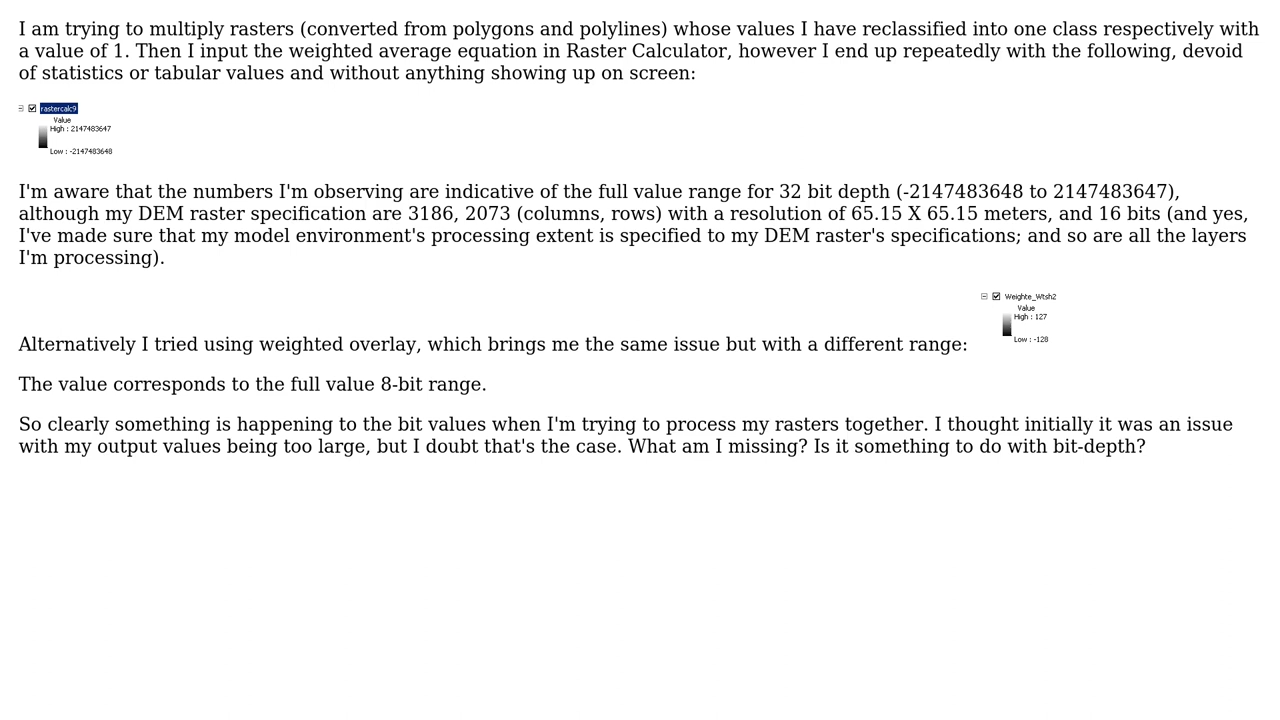 I am trying to multiply rasters (converted from polygons and polylines) whose values I have reclassified into one class respectively with
a value of 1. Then I input the weighted average equation in Raster Calculator, however I end up repeatedly with the following, devoid
of statistics or tabular values and without anything showing up on screen:
rastercalc9
Value
High : 2147483647
Low : -2147483648
I'm aware that the numbers I'm observing are indicative of the full value range for 32 bit depth (-2147483648 to 2147483647),
although my DEM raster specification are 3186, 2073 (columns, rows) with a resolution of 65.15 X 65.15 meters, and 16 bits (and yes,
I've made sure that my model environment's processing extent is specified to my DEM raster's specifications; and so are all the layers
I'm processing).
Weighte_Wtsh2
Value
High : 127
Low : -128
Alternatively I tried using weighted overlay, which brings me the same issue but with a different range:
The value corresponds to the full value 8-bit range.
So clearly something is happening to the bit values when I'm trying to process my rasters together. I thought initially it was an issue
with my output values being too large, but I doubt that's the case. What am I missing? Is it something to do with bit-depth?